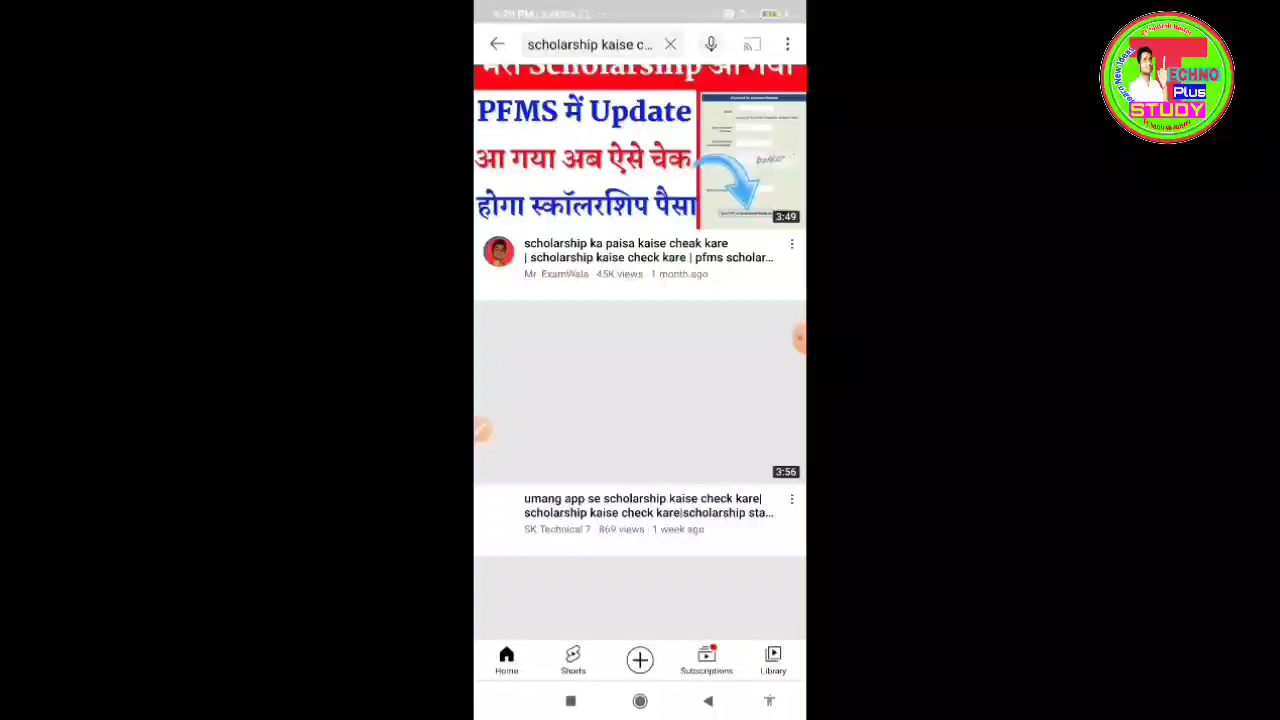 scholarship kaise c...
PFMS में Update
आ गया अब ऐसे चेक
होगा स्कॉलरशिप पैसा
3:49
scholarship ka paisa kaise cheak kare
| scholarship kaise check kare | pfms scholar...
Mr ExamWala 45K views 1 month ago
3:56
umang app se scholarship kaise check kare|
scholarship kaise check kare|scholarship sta...
SK Technical 7 869 views 1 week ago
Home
Shorts
Subscriptions
Library
TECHNO
Plus
STUDY